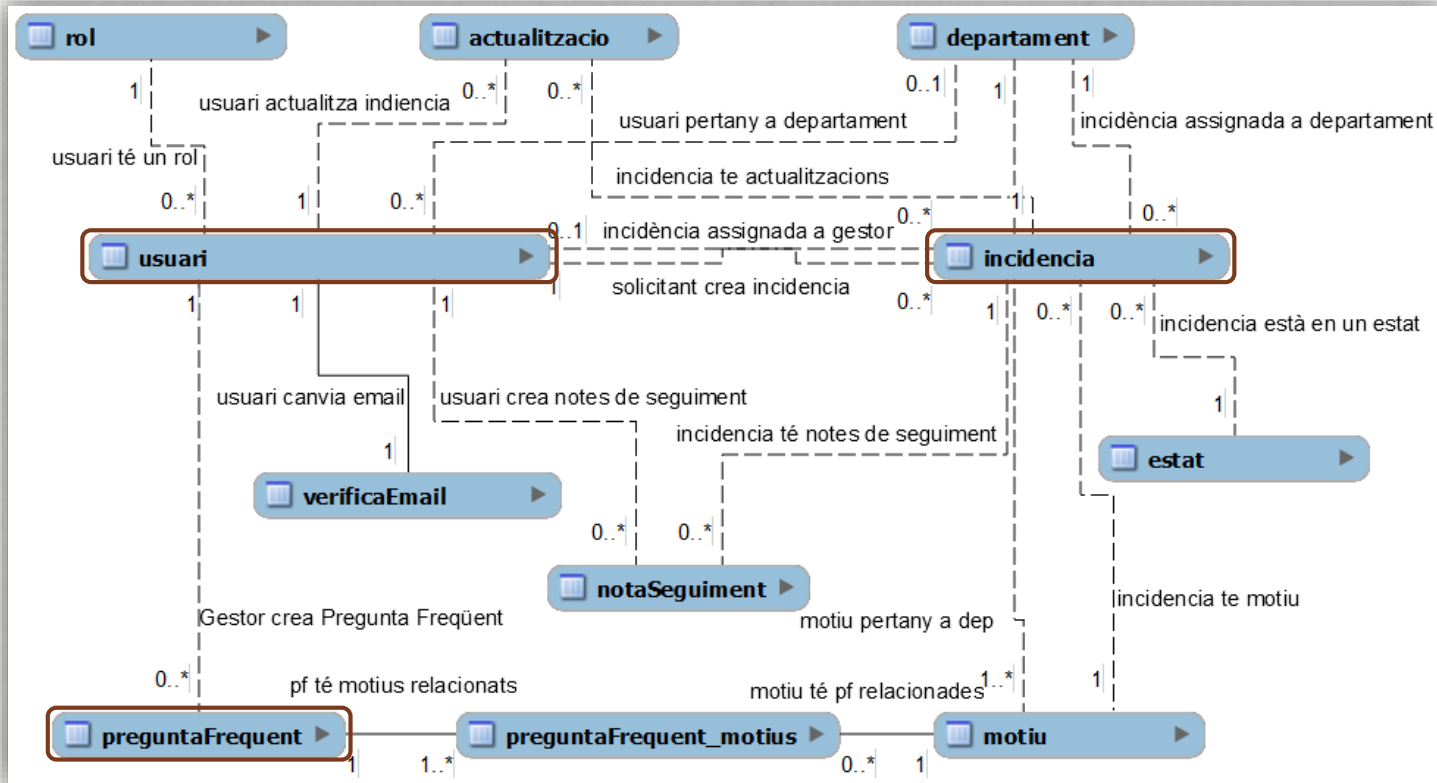 rol
actualitzacio
departament
1
0..*
0..*
0..1
1
1
usuari actualitza indiencia
usuari pertany a departament
incidència assignada a departament
usuari té un rol
incidencia te actualitzacions
0..*
1
0..*
1
0..*
0..*
0..1
incidència assignada a gestor
usuari
incidencia
1
solicitant crea incidencia
0..*
1
1
1
1
0..*
0..*
incidencia està en un estat
usuari canvia email
usuari crea notes de seguiment
1
incidencia té notes de seguiment
1
estat
verificaEmail
0..*
0..*
notaSeguiment
incidencia te motiu
Gestor crea Pregunta Freqüent
motiu pertany a dep
0..*
pf té motius relacionats
motiu té pf relacionades
1..*
1
preguntaFrequent
preguntaFrequent_motius
motiu
1
1..*
0..*
1